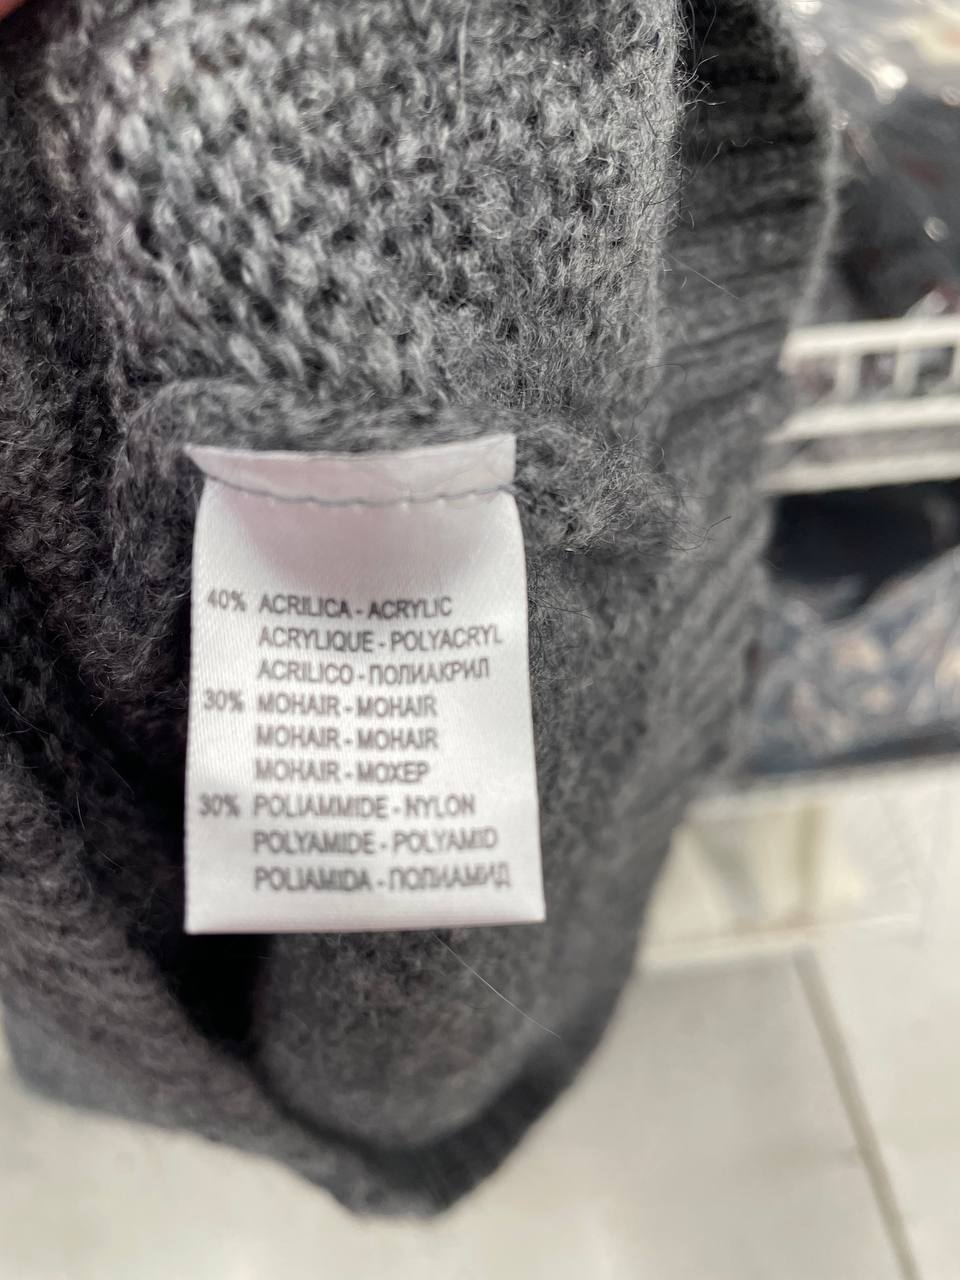 40% ACRILICA - ACRYLIC
ACRYLIQUE - POLYACRYL
ACRILICO - ПОЛИАКРИЛ
30% MOHAIR - MOHAIR
MOHAIR - MOHAIR
MOHAIR - МОХЕР
30% POLIAMMIDE - NYLON
POLYAMIDE - POLYAMID
POLIAMIDA - ПОЛИАМИД